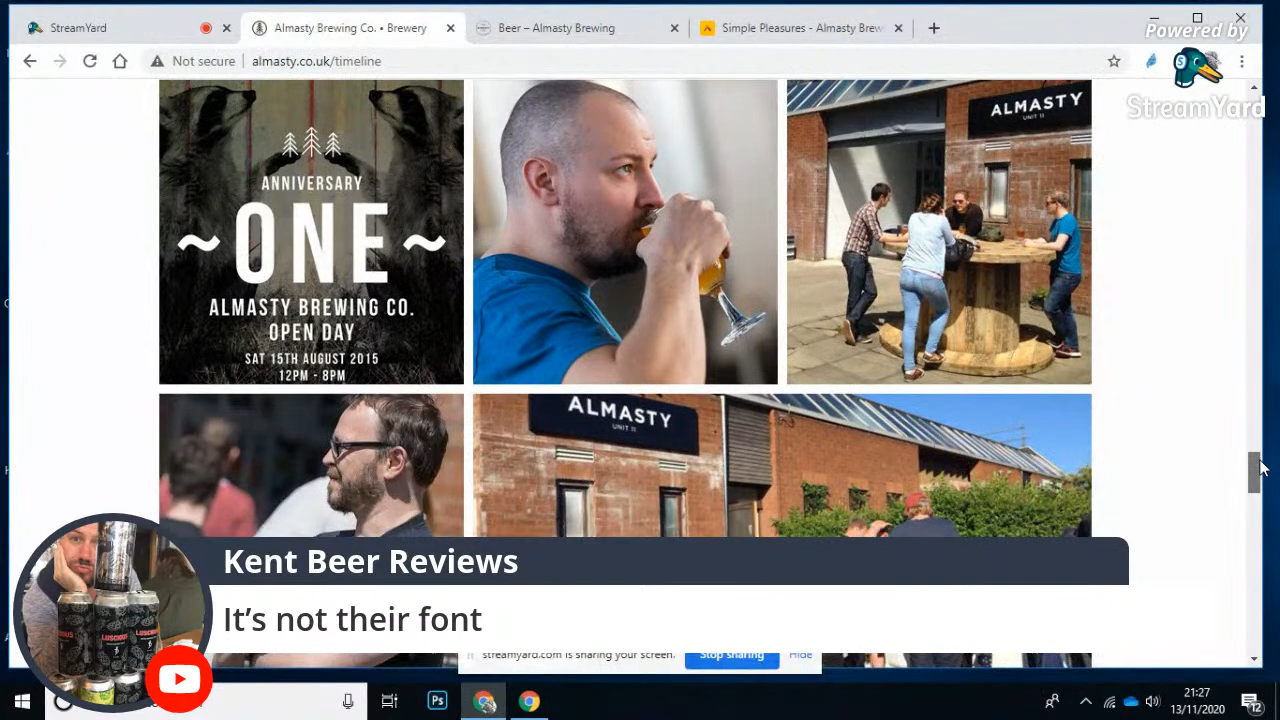 StreamYard
Almasty Brewing Co. • Brewery
Beer – Almasty Brewing
Simple Pleasures - Almasty Brew
Powered by
Not secure
almasty.co.uk/timeline
StreamYard
ANNIVERSARY
~ ONE ~
ALMASTY BREWING CO.
OPEN DAY
SAT 15TH AUGUST 2015
12PM - 8PM
ALMASTY
UNIT 11
ALMASTY
UNIT 11
Kent Beer Reviews
It’s not their font
LUSCIOUS
streamyard.com is sharing your screen.
Stop sharing
Hide
Ps
21:27
13/11/2020
12